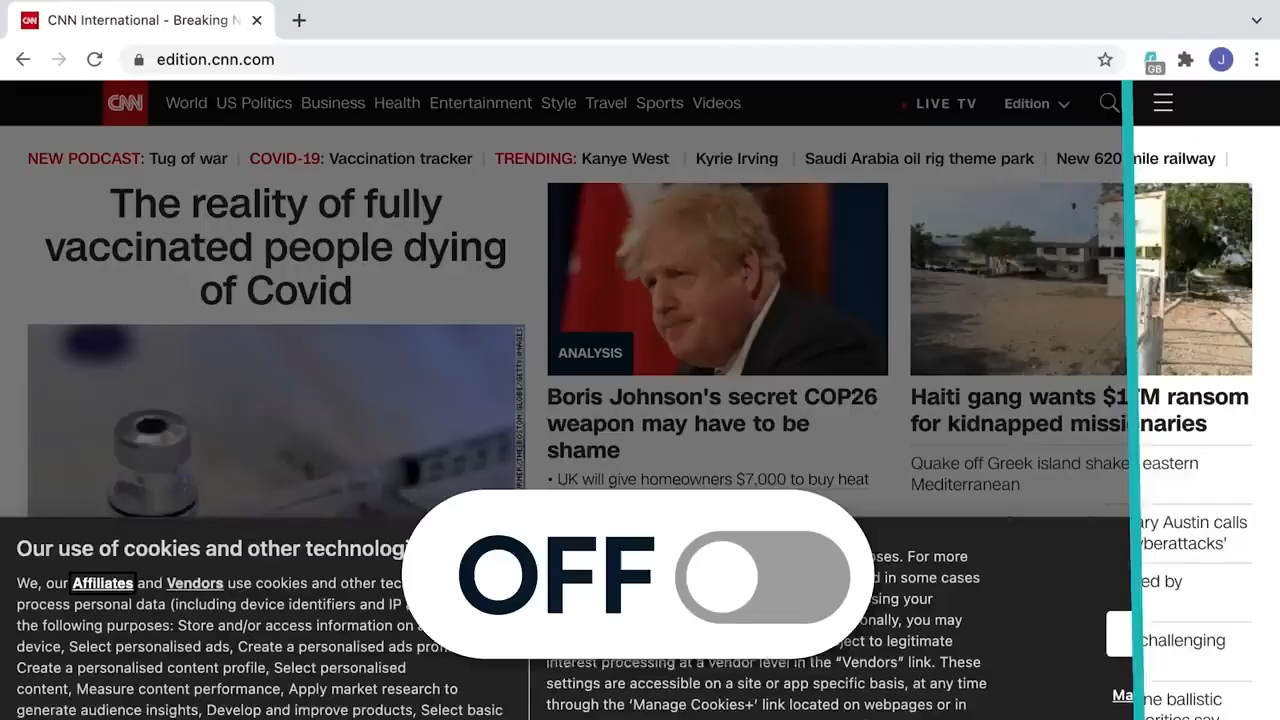 CNN International - Breaking N
edition.cnn.com
GB
J
CNN World US Politics Business Health Entertainment Style Travel Sports Videos
LIVE TV Edition
NEW PODCAST: Tug of war COVID-19: Vaccination tracker TRENDING: Kanye West Kyrie Irving Saudi Arabia oil rig theme park New 620 mile railway
The reality of fully
vaccinated people dying
of Covid
ANALYSIS
Boris Johnson's secret COP26
weapon may have to be
shame
• UK will give homeowners $7,000 to buy heat
Haiti gang wants $17M ransom
for kidnapped missionaries
Quake off Greek island shakes eastern
Mediterranean
ary Austin calls
yberattacks'
ed by
challenging
ne ballistic
Our use of cookies and other technologi
We, our Affiliates and Vendors use cookies and other tec
process personal data (including device identifiers and IP
the following purposes: Store and/or access information on a
device, Select personalised ads, Create a personalised ads prof
Create a personalised content profile, Select personalised
content, Measure content performance, Apply market research to
generate audience insights, Develop and improve products, Select basic
OFF
oses. For more
d in some cases
sing your
onally, you may
ject to legitimate
interest processing at a vendor level in the “Vendors” link. These
settings are accessible on a site or app specific basis, at any time
through the ‘Manage Cookies+’ link located on webpages or in
Ma